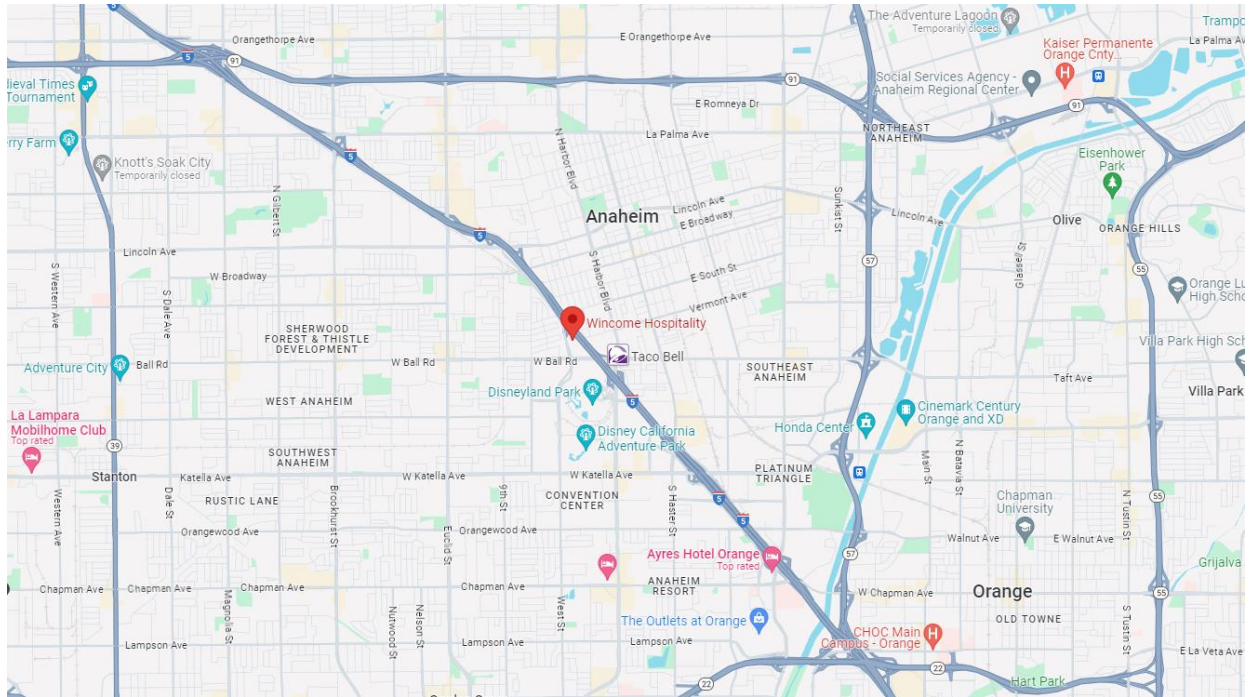 The Adventure Lagoon
Temporarily closed
La Palma Ave
Orangethorpe Ave
E Orangethorpe Ave
Kaiser Permanente
Orange Cnty...
5
5
91
91
91
91
Medieval Times
Tournament
Social Services Agency -
Anaheim Regional Center
E Romneya Dr
La Palma Ave
NORTHEAST
ANAHEIM
N Harbor Blvd
Knott's Soak City
Temporarily closed
5
Eisenhower
Park
N Gilbert St
Sunkist St
Lincoln Ave
E Broadway
Anaheim
Lincoln Ave
Olive
ORANGE HILLS
5
Lincoln Ave
W Broadway
S Harbor Blvd
E South St
57
Glassell St
55
S Western Ave
S Dale Ave
Vermont Ave
Orange Lu
High Scho
SHERWOOD
FOREST & THISTLE
DEVELOPMENT
Wincome Hospitality
Villa Park High Sch
Adventure City
Ball Rd
W Ball Rd
Taco Bell
SOUTHEAST
ANAHEIM
Taft Ave
Villa Park
Disneyland Park
WEST ANAHEIM
5
La Lampara
Mobilhome Club
Top rated
Disney California
Adventure Park
Honda Center
Cinemark Century
Orange and XD
39
SOUTHWEST
ANAHEIM
Main St
N Batavia St
Stanton
Katella Ave
W Katella Ave
W Katella Ave
PLATINUM
TRIANGLE
RUSTIC LANE
9th St
CONVENTION
CENTER
5
Chapman
University
N Tustin St
55
Western Ave
Dale St
Brookhurst St
Euclid St
S Haster St
5
Orangewood Ave
Orangewood Ave
Walnut Ave
E Walnut Ave
57
Ayres Hotel Orange
Top rated
Grijalva
Chapman Ave
Chapman Ave
Chapman Ave
Chapman Ave
ANAHEIM
RESORT
W Chapman Ave
Orange
55
Magnolia St
Nutwood St
Nelson St
West St
The Outlets at Orange
OLD TOWNE
S Tustin St
Lampson Ave
Lampson Ave
Lampson Ave
CHOC Main
Campus - Orange
E La Veta Ave
22
22
Hart Park